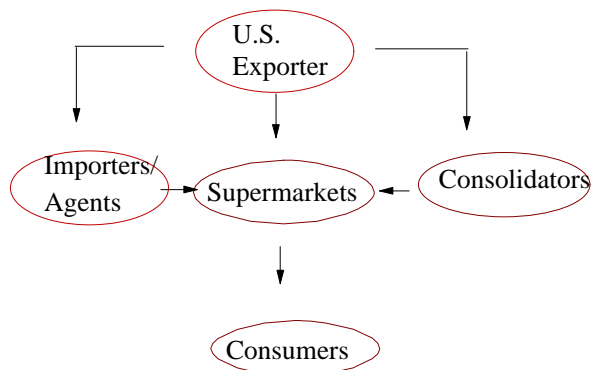 U.S.
Exporter
Importers/
Agents
Supermarkets
Consolidators
Consumers